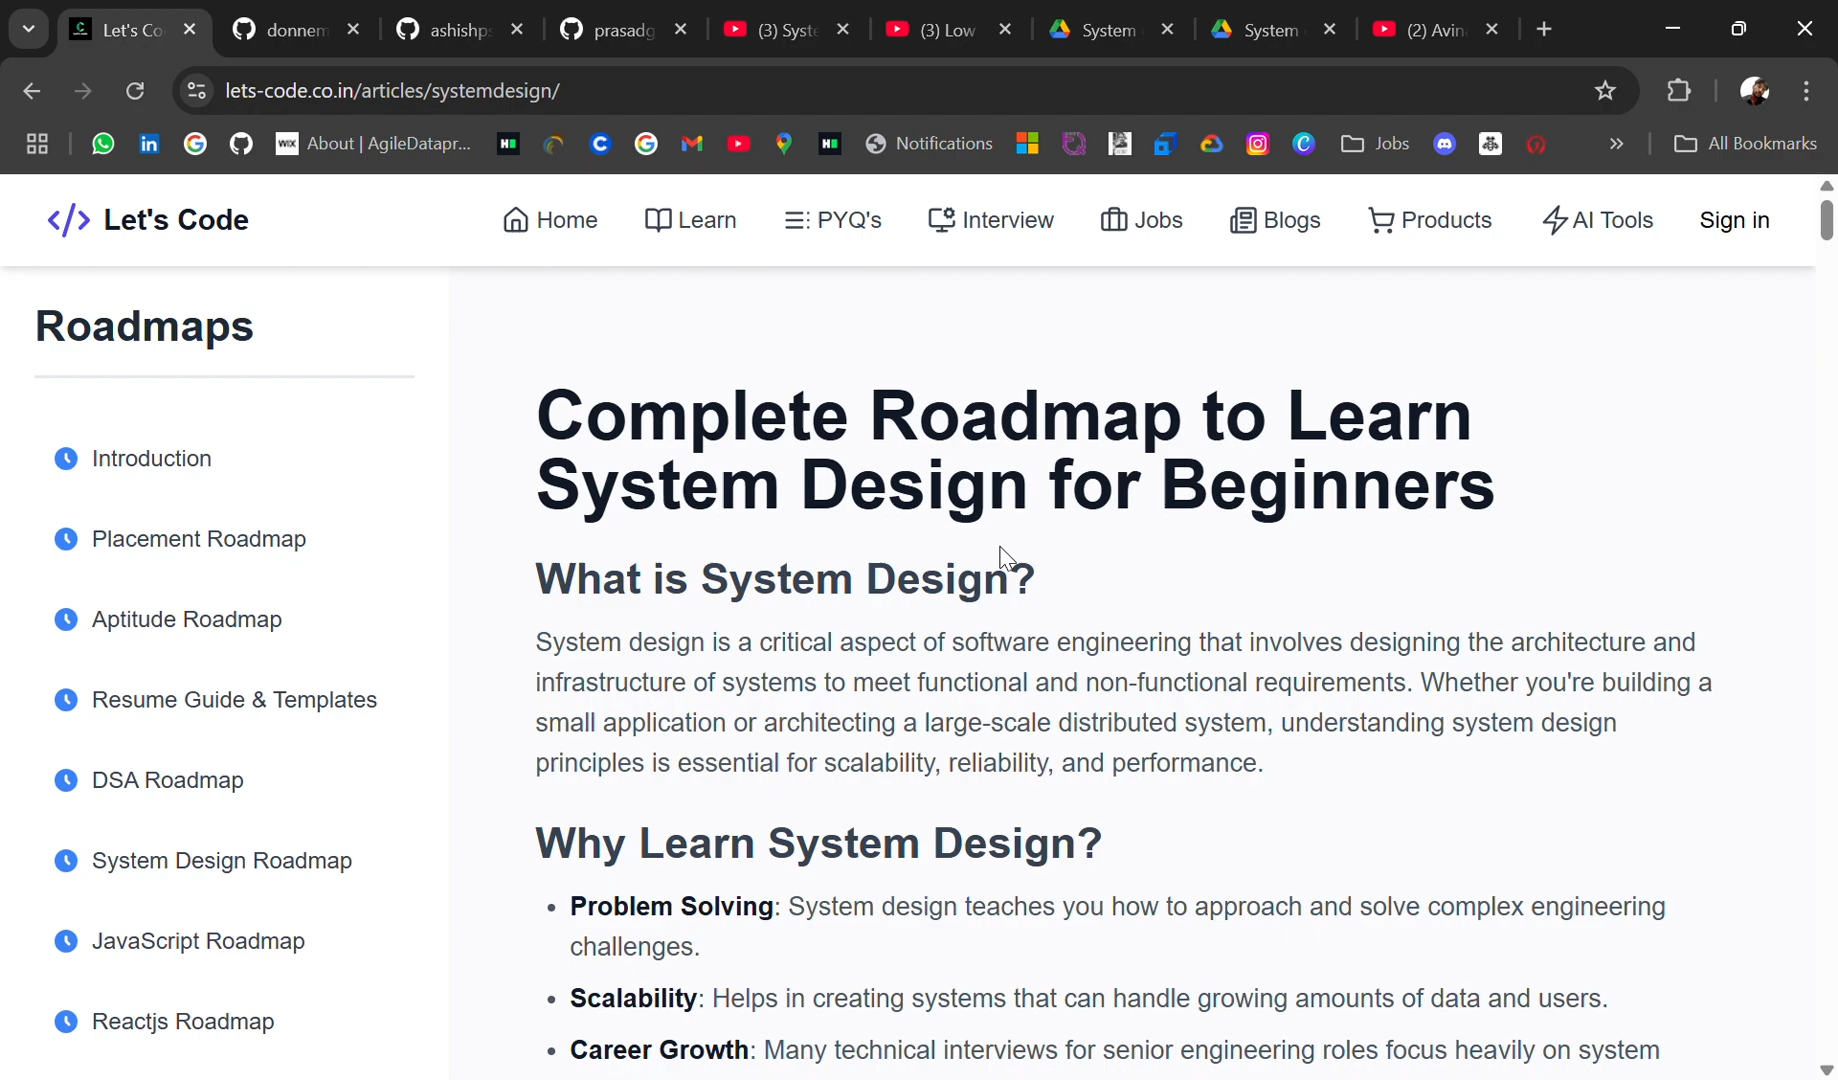 Let's Co
donnem
ashishps
prasadg
(3) Syst
(3) Low
System
System
(2) Avin
lets-code.co.in/articles/systemdesign/
WiX About | AgileDatapr...
Notifications
Jobs
All Bookmarks
</> Let's Code
Home
Learn
PYQ's
Interview
Jobs
Blogs
Products
AI Tools
Sign in
Roadmaps
Introduction
Placement Roadmap
Aptitude Roadmap
Resume Guide & Templates
DSA Roadmap
System Design Roadmap
JavaScript Roadmap
Reactjs Roadmap
Complete Roadmap to Learn
System Design for Beginners
What is System Design?
System design is a critical aspect of software engineering that involves designing the architecture and
infrastructure of systems to meet functional and non-functional requirements. Whether you're building a
small application or architecting a large-scale distributed system, understanding system design
principles is essential for scalability, reliability, and performance.
Why Learn System Design?
• Problem Solving: System design teaches you how to approach and solve complex engineering
challenges.
• Scalability: Helps in creating systems that can handle growing amounts of data and users.
• Career Growth: Many technical interviews for senior engineering roles focus heavily on system